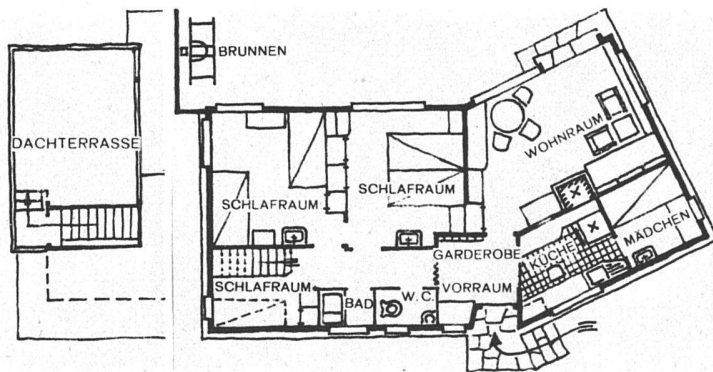 BRUNNEN
DACHTERRASSE
WOHNRAUM
SCHLAFRAUM
SCHLAFRAUM
GARDEROBE
KÜCHE
MÄDCHEN
SCHLAFRAUM
BAD
W.C.
VORRAUM